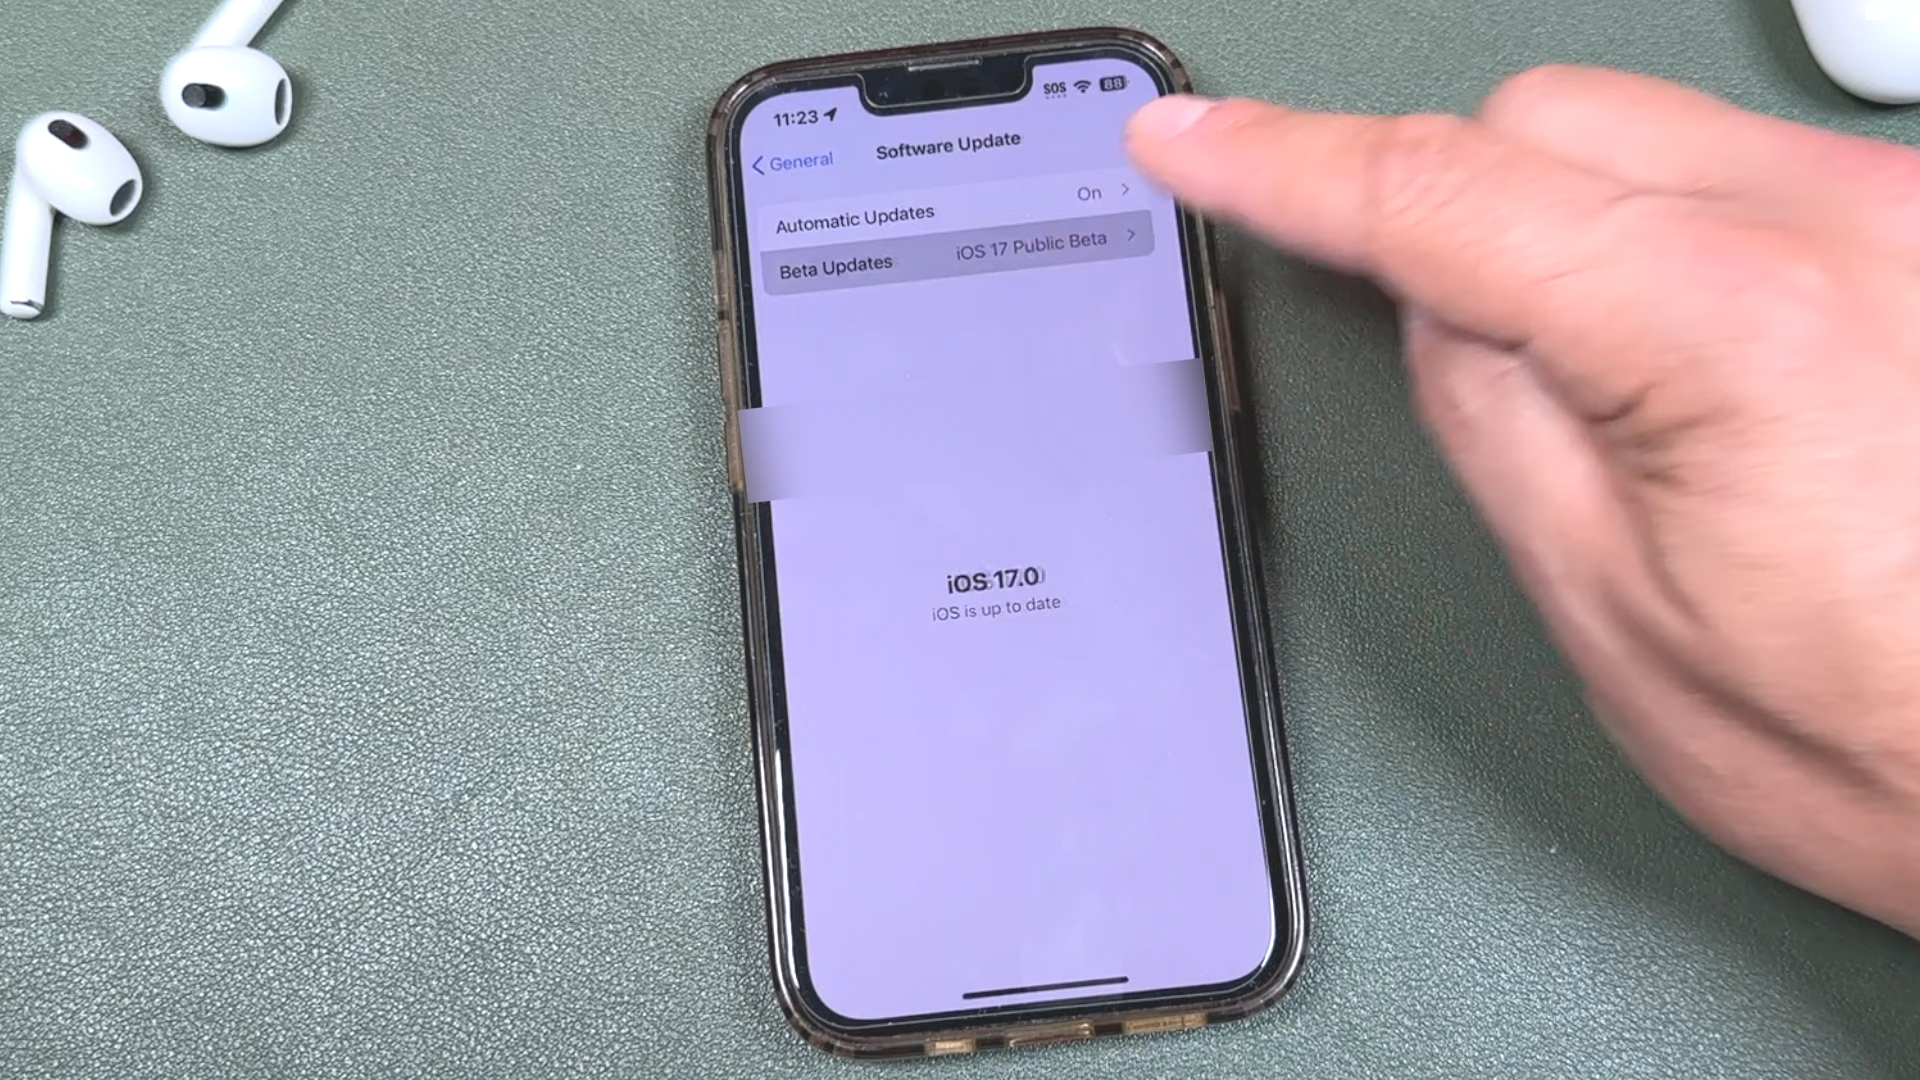 11:23 SOS 88
General Software Update
Automatic Updates On
Beta Updates iOS 17 Public Beta
iOS 17.0
iOS is up to date